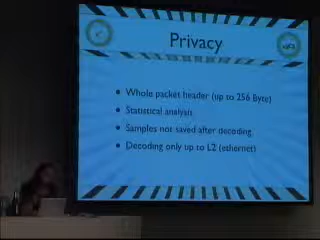 Privacy
• Whole packet header (up to 256 Byte)
• Statistical analysis
• Samples not saved after decoding
• Decoding only up to L2 (ethernet)